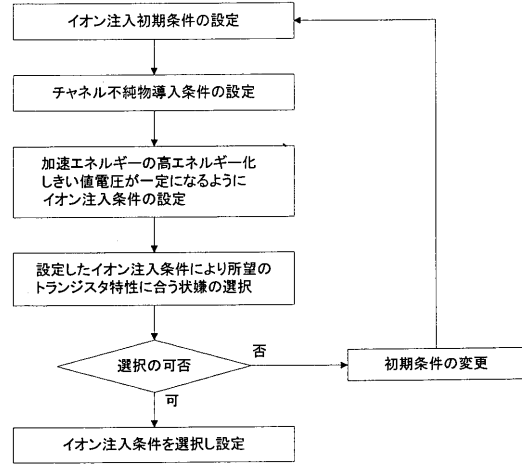 イオン注入初期条件の設定
チャネル不純物導入条件の設定
加速エネルギーの高エネルギー化
しきい値電圧が一定になるように
イオン注入条件の設定
設定したイオン注入条件により所望の
トランジスタ特性に合う状嫌の選択
選択の可否
否
初期条件の変更
可
イオン注入条件を選択し設定